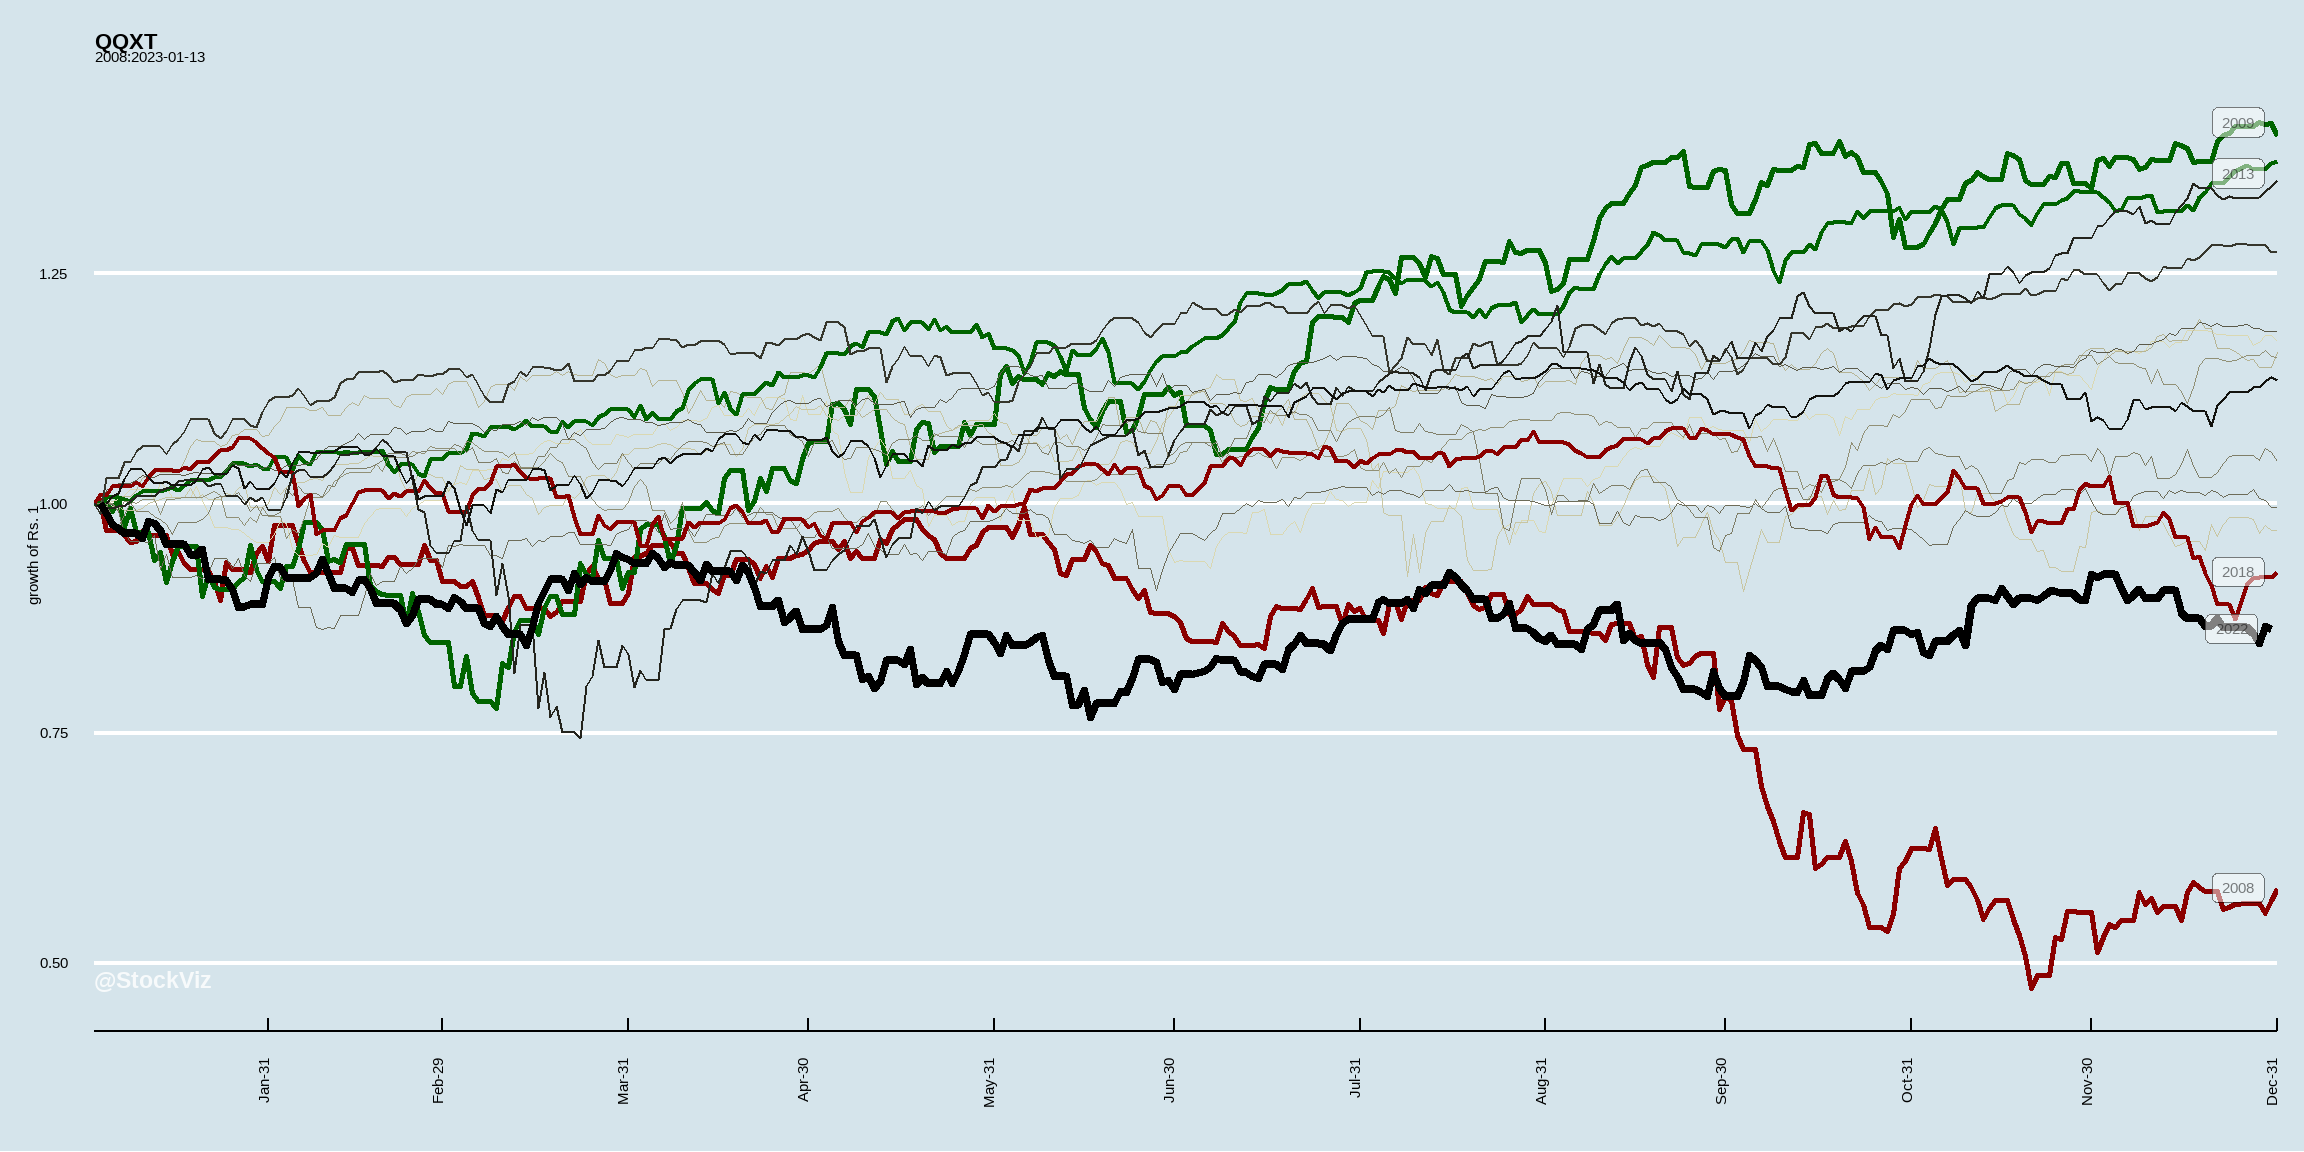 QQXT
2008:2023-01-13
2009
2013
1.25
growth of Rs. 1
1.00
2018
2022
0.75
2008
0.50
@StockViz
Jan-31
Feb-29
Mar-31
Apr-30
May-31
Jun-30
Jul-31
Aug-31
Sep-30
Oct-31
Nov-30
Dec-31